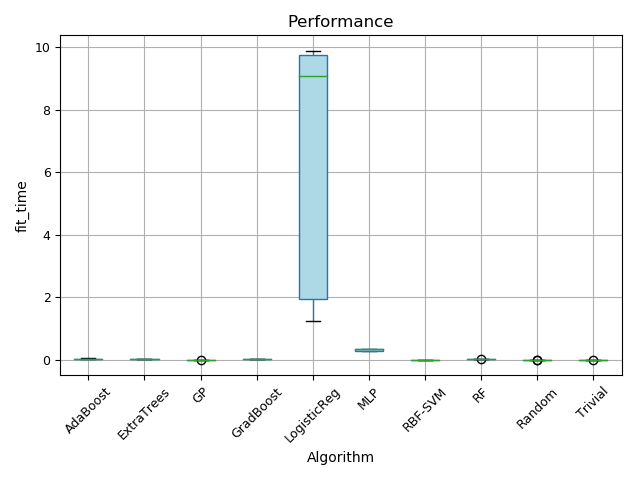 Performance
10
8
6
4
2
0
fit_time
AdaBoost
ExtraTrees
GP
GradBoost
LogisticReg
MLP
RBF-SVM
RF
Random
Trivial
Algorithm